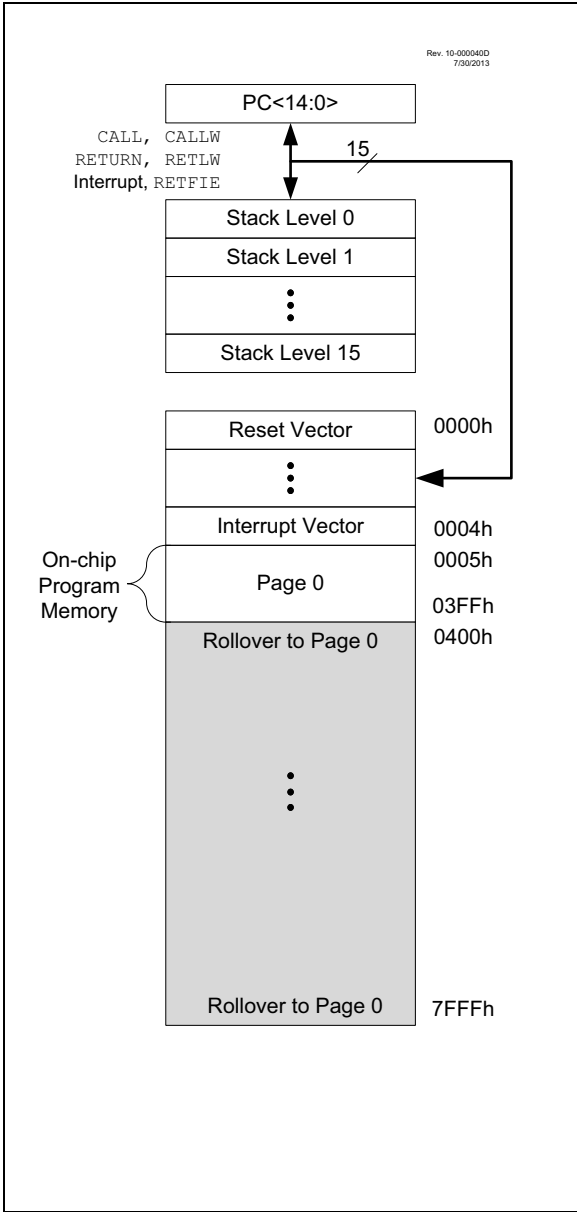 Rev. 10-000040D
7/30/2013
PC<14:0>
CALL, CALLW
RETURN, RETLW
Interrupt, RETFIE
15
Stack Level 0
Stack Level 1
Stack Level 15
Reset Vector
0000h
Interrupt Vector
0004h
On-chip
Program
Memory
Page 0
0005h
03FFh
Rollover to Page 0
0400h
Rollover to Page 0
7FFFh